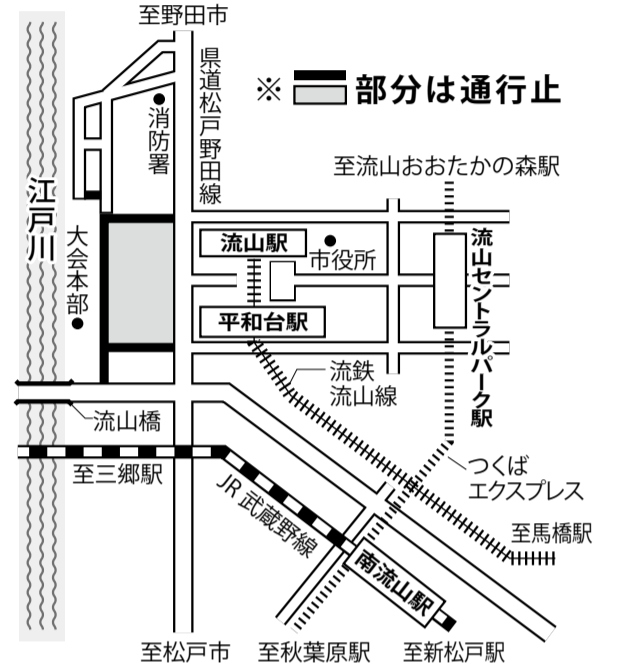 至野田市
県道松戸野田線
※ 部分は通行止
消防署
至流山おおたかの森駅
江戸川
大会本部
流山駅
市役所
流山セントラルパーク駅
平和台駅
流鉄
流山線
流山橋
つくば
エクスプレス
至三郷駅
JR武蔵野線
至馬橋駅
南流山駅
至松戸市
至秋葉原駅
至新松戸駅